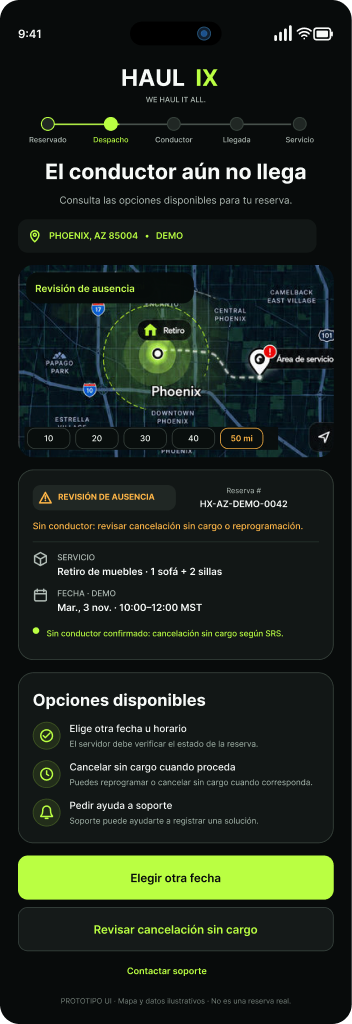 9:41
HAUL IX
WE HAUL IT ALL.
Reservado Despacho Conductor Llegada Servicio
El conductor aún no llega
Consulta las opciones disponibles para tu reserva.
PHOENIX, AZ 85004 • DEMO
Revisión de ausencia
CAMELBACK
EAST VILLAGE
ENCANTO
17
CENTRAL
PHOENIX
Retiro
101
PAPAGO
PARK
Área de servicio
10
Phoenix
DOWNTOWN
PHOENIX
ESTRELLA
VILLAGE
10 20 30 40 50 mi
PHOENIX
REVISIÓN DE AUSENCIA
Reserva #
HX-AZ-DEMO-0042
Sin conductor: revisar cancelación sin cargo o reprogramación.
SERVICIO
Retiro de muebles · 1 sofá + 2 sillas
FECHA · DEMO
Mar., 3 nov. · 10:00–12:00 MST
Sin conductor confirmado: cancelación sin cargo según SRS.
Opciones disponibles
Elige otra fecha u horario
El servidor debe verificar el estado de la reserva.
Cancelar sin cargo cuando proceda
Puedes reprogramar o cancelar sin cargo cuando corresponda.
Pedir ayuda a soporte
Soporte puede ayudarte a registrar una solución.
Elegir otra fecha
Revisar cancelación sin cargo
Contactar soporte
PROTOTIPO UI · Mapa y datos ilustrativos · No es una reserva real.